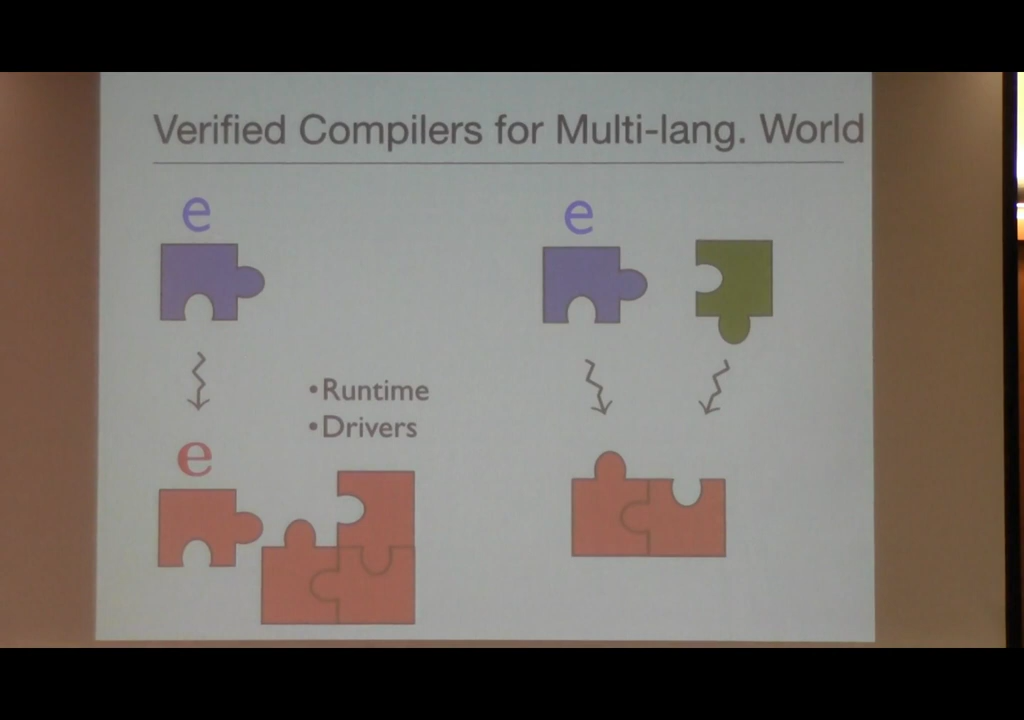 Verified Compilers for Multi-lang. World
e
e
•Runtime
•Drivers
e